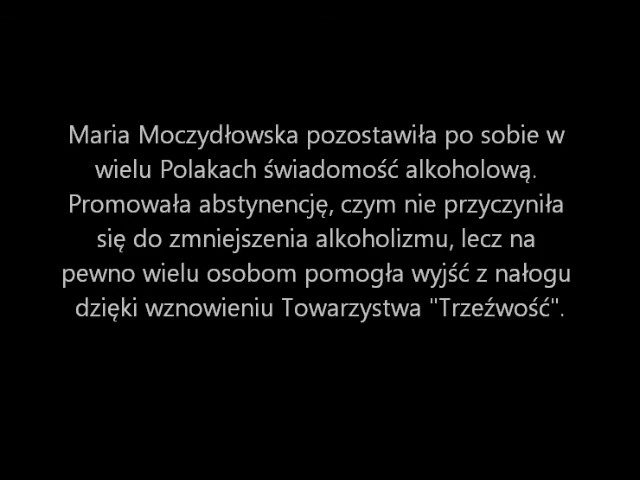 Maria Moczydłowska pozostawiła po sobie w
wielu Polakach świadomość alkoholową.
Promowała abstynencję, czym nie przyczyniła
się do zmniejszenia alkoholizmu, lecz na
pewno wielu osobom pomogła wyjść z nałogu
dzięki wznowieniu Towarzystwa "Trzeźwość".